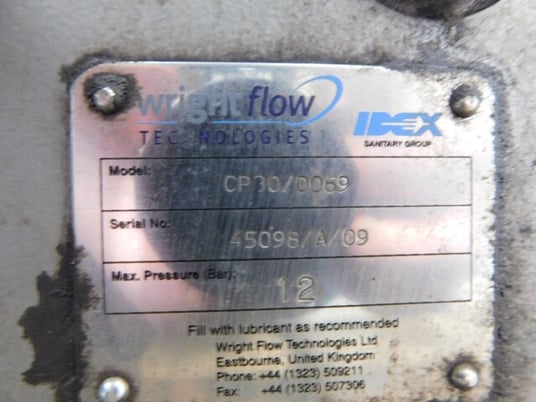 wright flow
TECHNOLOGIES
IDEX
SANITARY GROUP
Model: CP30/0069
Serial No: 45098/A/09
Max. Pressure (Bar): 12
Fill with lubricant as recommended
Wright Flow Technologies Ltd
Eastbourne, United Kingdom
Phone: +44 (1323) 509211
Fax: +44 (1323) 507306